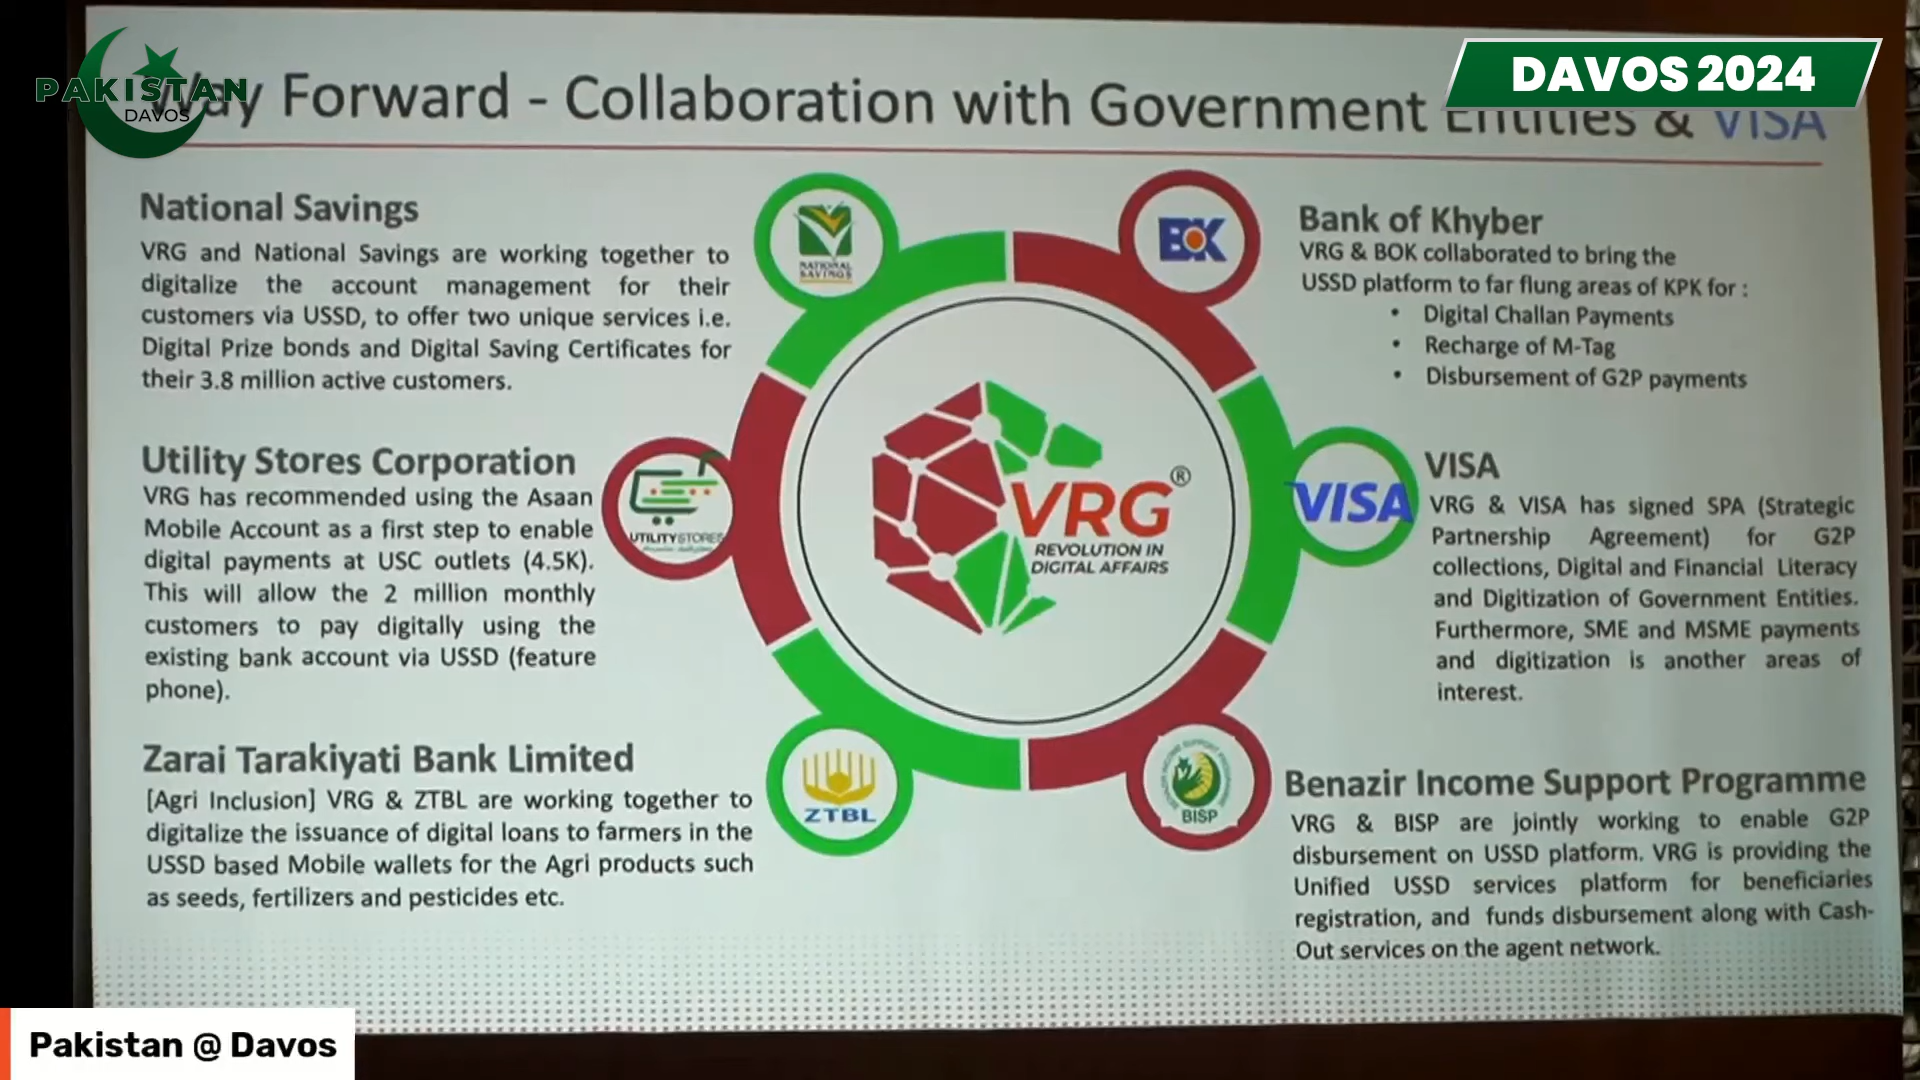 PAKISTAN
DAVOS
DAVOS 2024
Way Forward - Collaboration with Government Entities & VISA
National Savings
VRG and National Savings are working together to
digitalize the account management for their
customers via USSD, to offer two unique services i.e.
Digital Prize bonds and Digital Saving Certificates for
their 3.8 million active customers.
Utility Stores Corporation
VRG has recommended using the Asaan
Mobile Account as a first step to enable
digital payments at USC outlets (4.5K).
This will allow the 2 million monthly
customers to pay digitally using the
existing bank account via USSD (feature
phone).
Zarai Tarakiyati Bank Limited
[Agri Inclusion] VRG & ZTBL are working together to
digitalize the issuance of digital loans to farmers in the
USSD based Mobile wallets for the Agri products such
as seeds, fertilizers and pesticides etc.
NATIONAL
SAVINGS
UTILITY STORES
ZTBL
VRG®
REVOLUTION IN
DIGITAL AFFAIRS
BOK
VISA
BISP
Bank of Khyber
VRG & BOK collaborated to bring the
USSD platform to far flung areas of KPK for :
• Digital Challan Payments
• Recharge of M-Tag
• Disbursement of G2P payments
VISA
VRG & VISA has signed SPA (Strategic
Partnership Agreement) for G2P
collections, Digital and Financial Literacy
and Digitization of Government Entities.
Furthermore, SME and MSME payments
and digitization is another areas of
interest.
Benazir Income Support Programme
VRG & BISP are jointly working to enable G2P
disbursement on USSD platform. VRG is providing the
Unified USSD services platform for beneficiaries
registration, and funds disbursement along with Cash-
Out services on the agent network.
Pakistan @ Davos